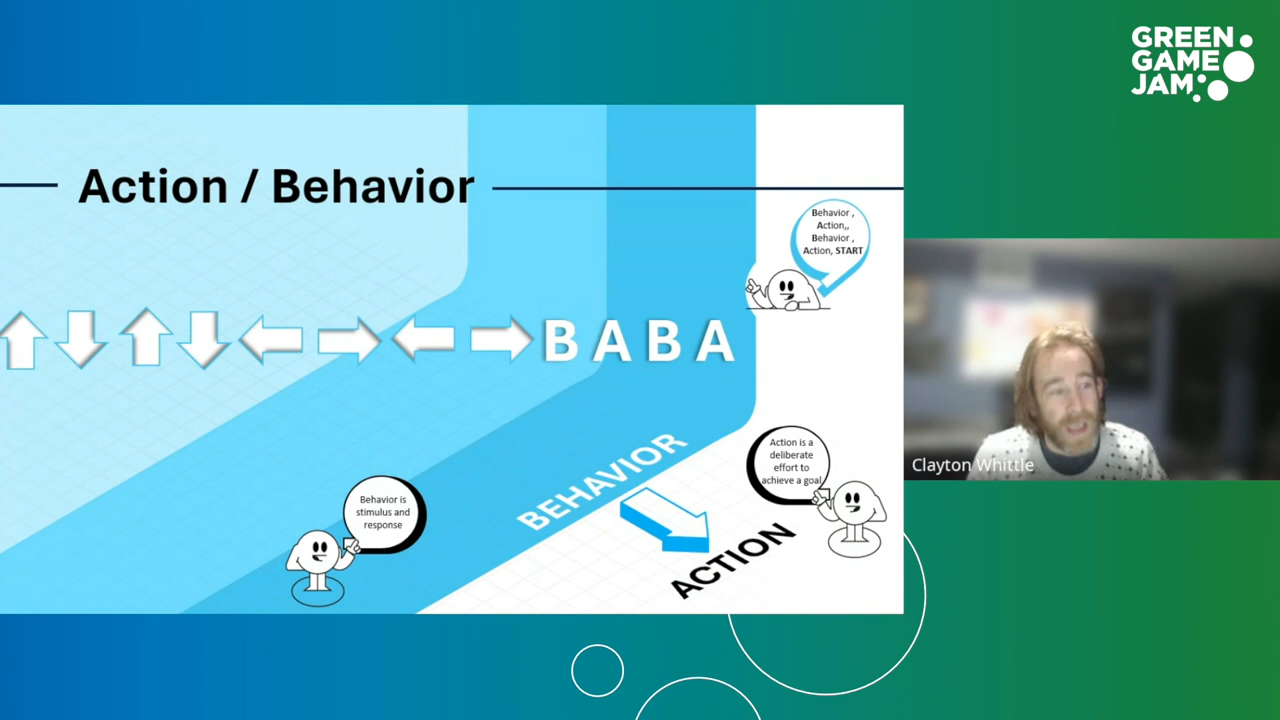 GREEN
GAME
JAM
Action / Behavior
Behavior ,
Action,,
Behavior ,
Action, START
B A B A
BEHAVIOR
ACTION
Action is a
deliberate
effort to
achieve a goal
Behavior is
stimulus and
response
Clayton Whittle